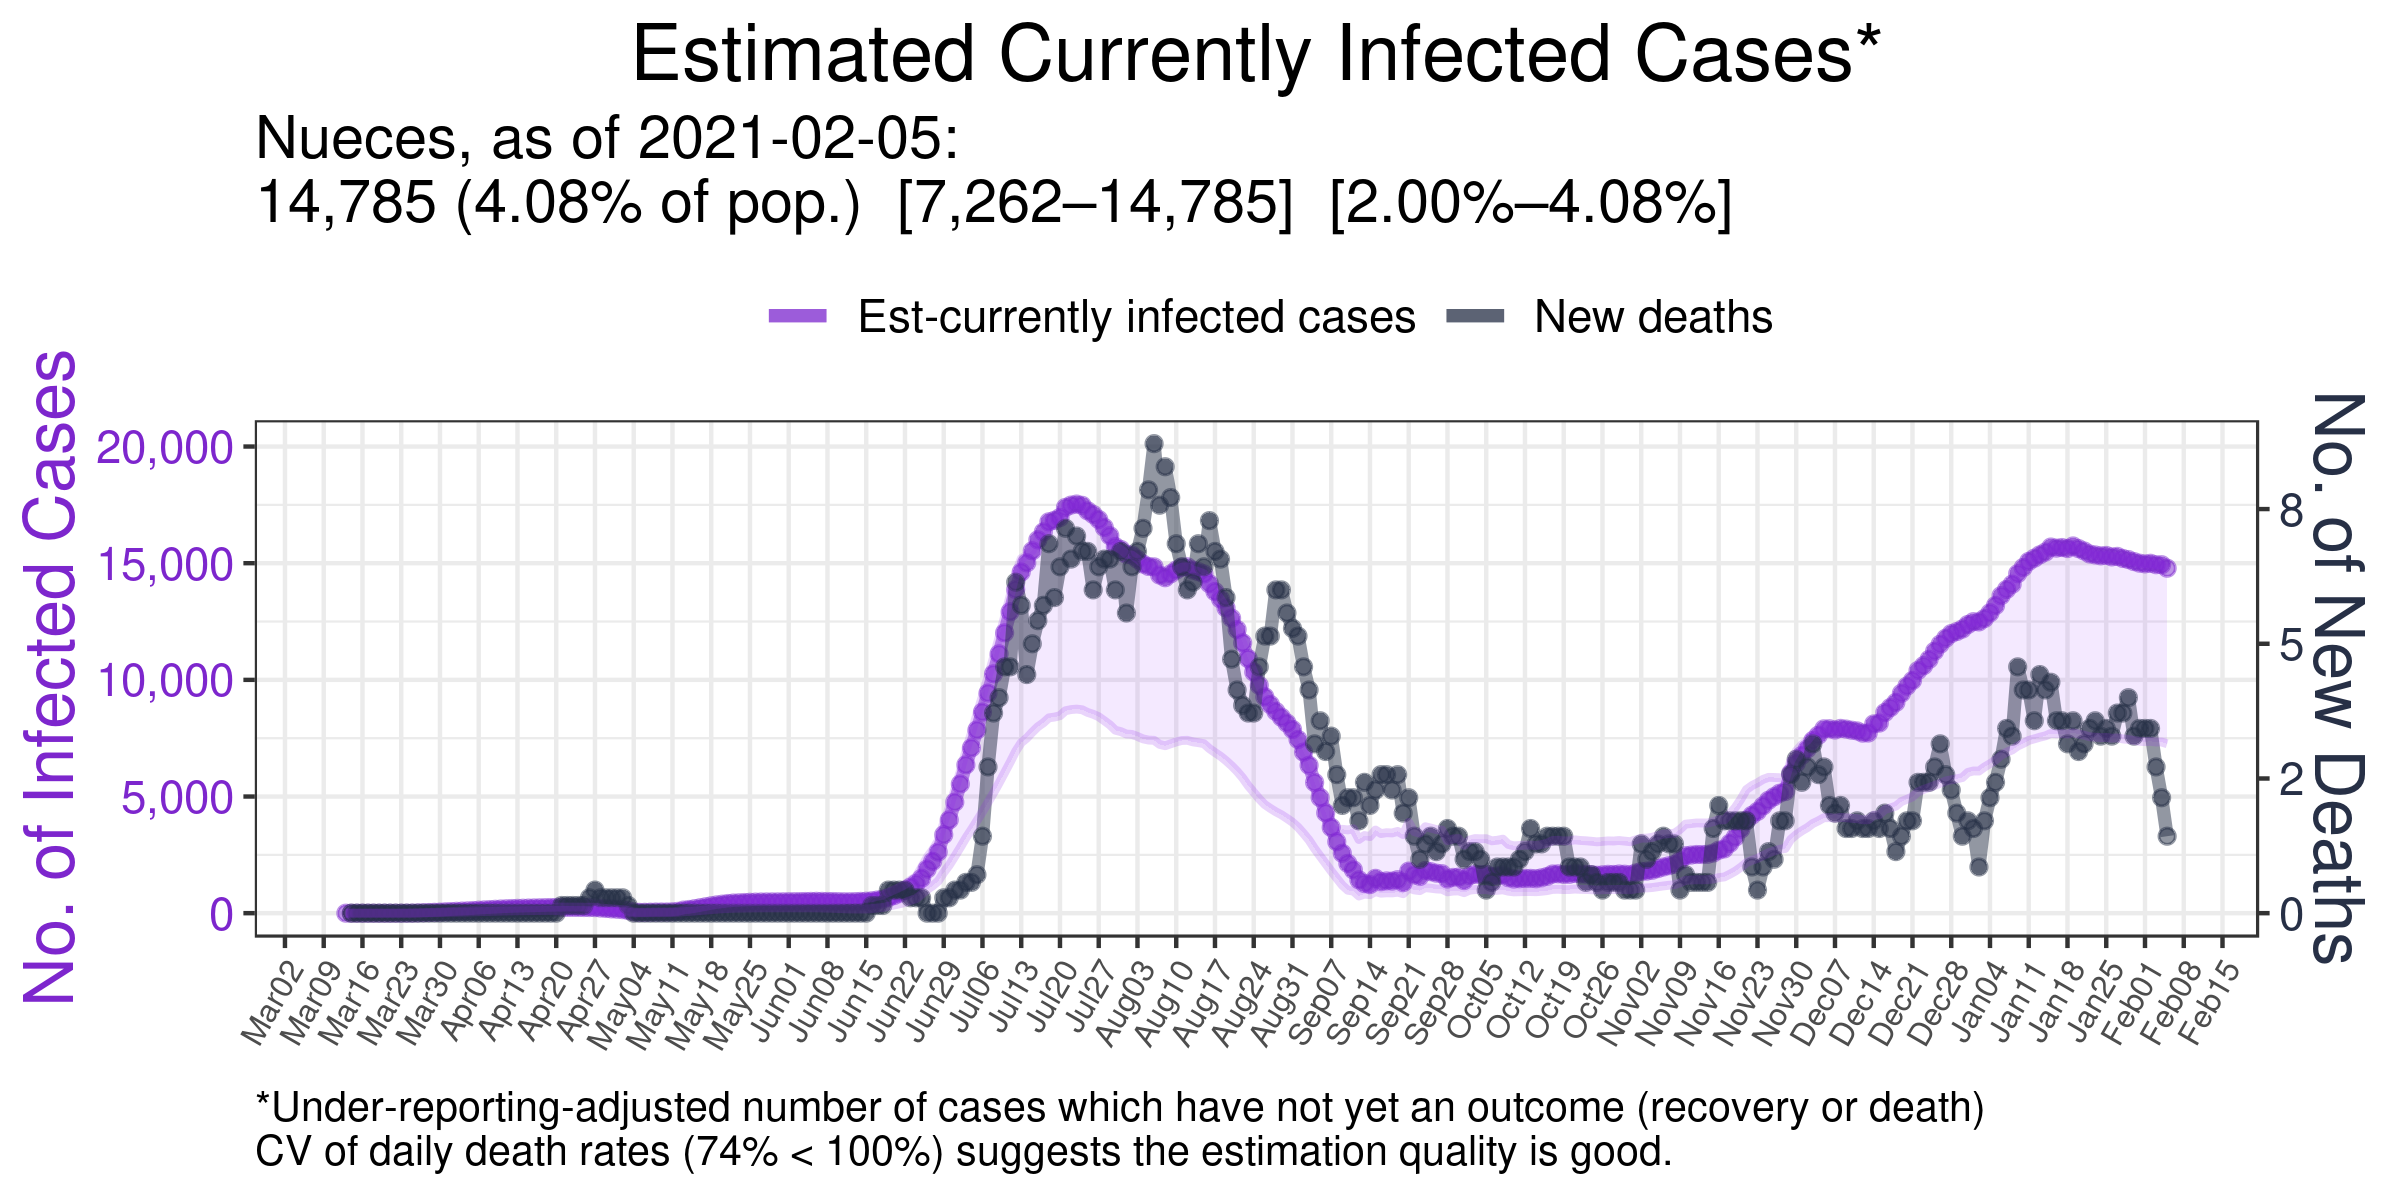 Estimated Currently Infected Cases*
Nueces, as of 2021-02-05:
14,785 (4.08% of pop.)  [7,262–14,785]  [2.00%–4.08%]
Est-currently infected cases
New deaths
No. of Infected Cases
20,000
15,000
10,000
5,000
0
8
5
2
0
No. of New Deaths
Mar02
Mar09
Mar16
Mar23
Mar30
Apr06
Apr13
Apr20
Apr27
May04
May11
May18
May25
Jun01
Jun08
Jun15
Jun22
Jun29
Jul06
Jul13
Jul20
Jul27
Aug03
Aug10
Aug17
Aug24
Aug31
Sep07
Sep14
Sep21
Sep28
Oct05
Oct12
Oct19
Oct26
Nov02
Nov09
Nov16
Nov23
Nov30
Dec07
Dec14
Dec21
Dec28
Jan04
Jan11
Jan18
Jan25
Feb01
Feb08
Feb15
*Under-reporting-adjusted number of cases which have not yet an outcome (recovery or death)
CV of daily death rates (74% < 100%) suggests the estimation quality is good.